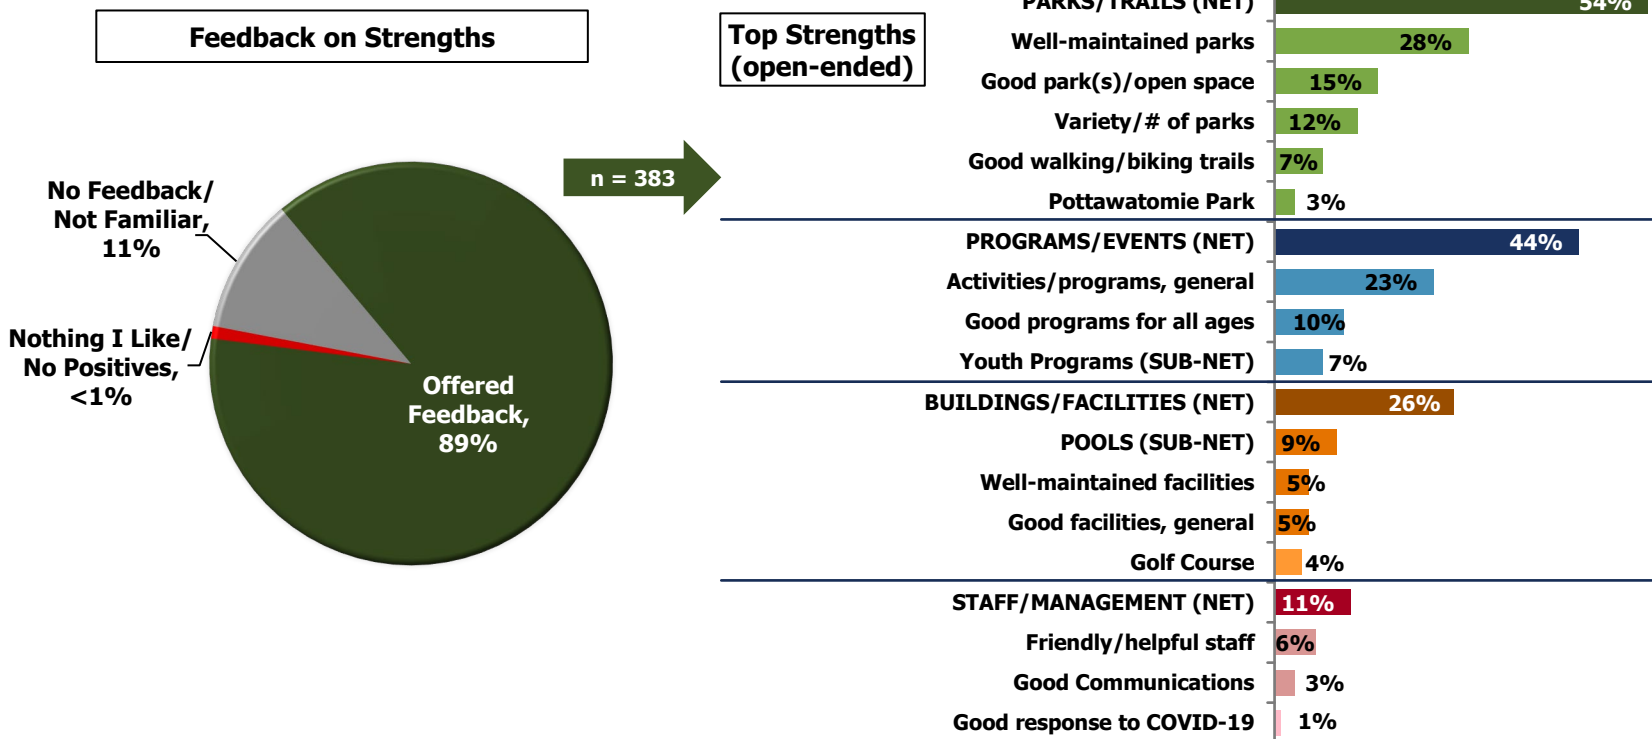 Feedback on Strengths
No Feedback/
Not Familiar,
11%
Nothing I Like/
No Positives,
<1%
Offered
Feedback,
89%
n = 383
Top Strengths
(open-ended)
PARKS/TRAILS (NET) 54%
Well-maintained parks 28%
Good park(s)/open space 15%
Variety/# of parks 12%
Good walking/biking trails 7%
Pottawatomie Park 3%
PROGRAMS/EVENTS (NET) 44%
Activities/programs, general 23%
Good programs for all ages 10%
Youth Programs (SUB-NET) 7%
BUILDINGS/FACILITIES (NET) 26%
POOLS (SUB-NET) 9%
Well-maintained facilities 5%
Good facilities, general 5%
Golf Course 4%
STAFF/MANAGEMENT (NET) 11%
Friendly/helpful staff 6%
Good Communications 3%
Good response to COVID-19 1%